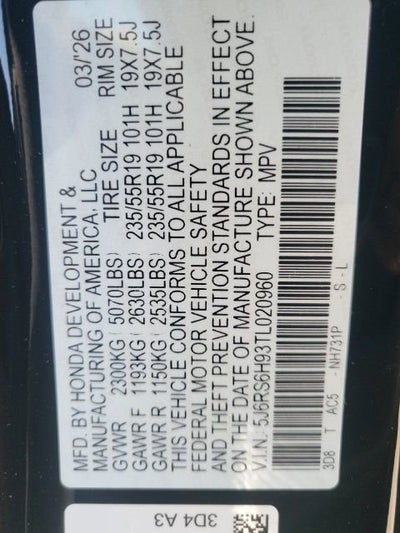 MFD. BY HONDA DEVELOPMENT &
MANUFACTURING OF AMERICA, LLC 03/'26
TIRE SIZE RIM SIZE
GVWR 2300KG ( 5070LBS)
GAWR F 1193KG ( 2630LBS) 235/55R19 101H 19X7.5J
GAWR R 1150KG ( 2535LBS) 235/55R19 101H 19X7.5J
THIS VEHICLE CONFORMS TO ALL APPLICABLE
FEDERAL MOTOR VEHICLE SAFETY
AND THEFT PREVENTION STANDARDS IN EFFECT
ON THE DATE OF MANUFACTURE SHOWN ABOVE.
V.I.N. 5J6RS6H93TL020960 TYPE: MPV
3D8 T AC5 -NH731P -S -L
3D4 A3